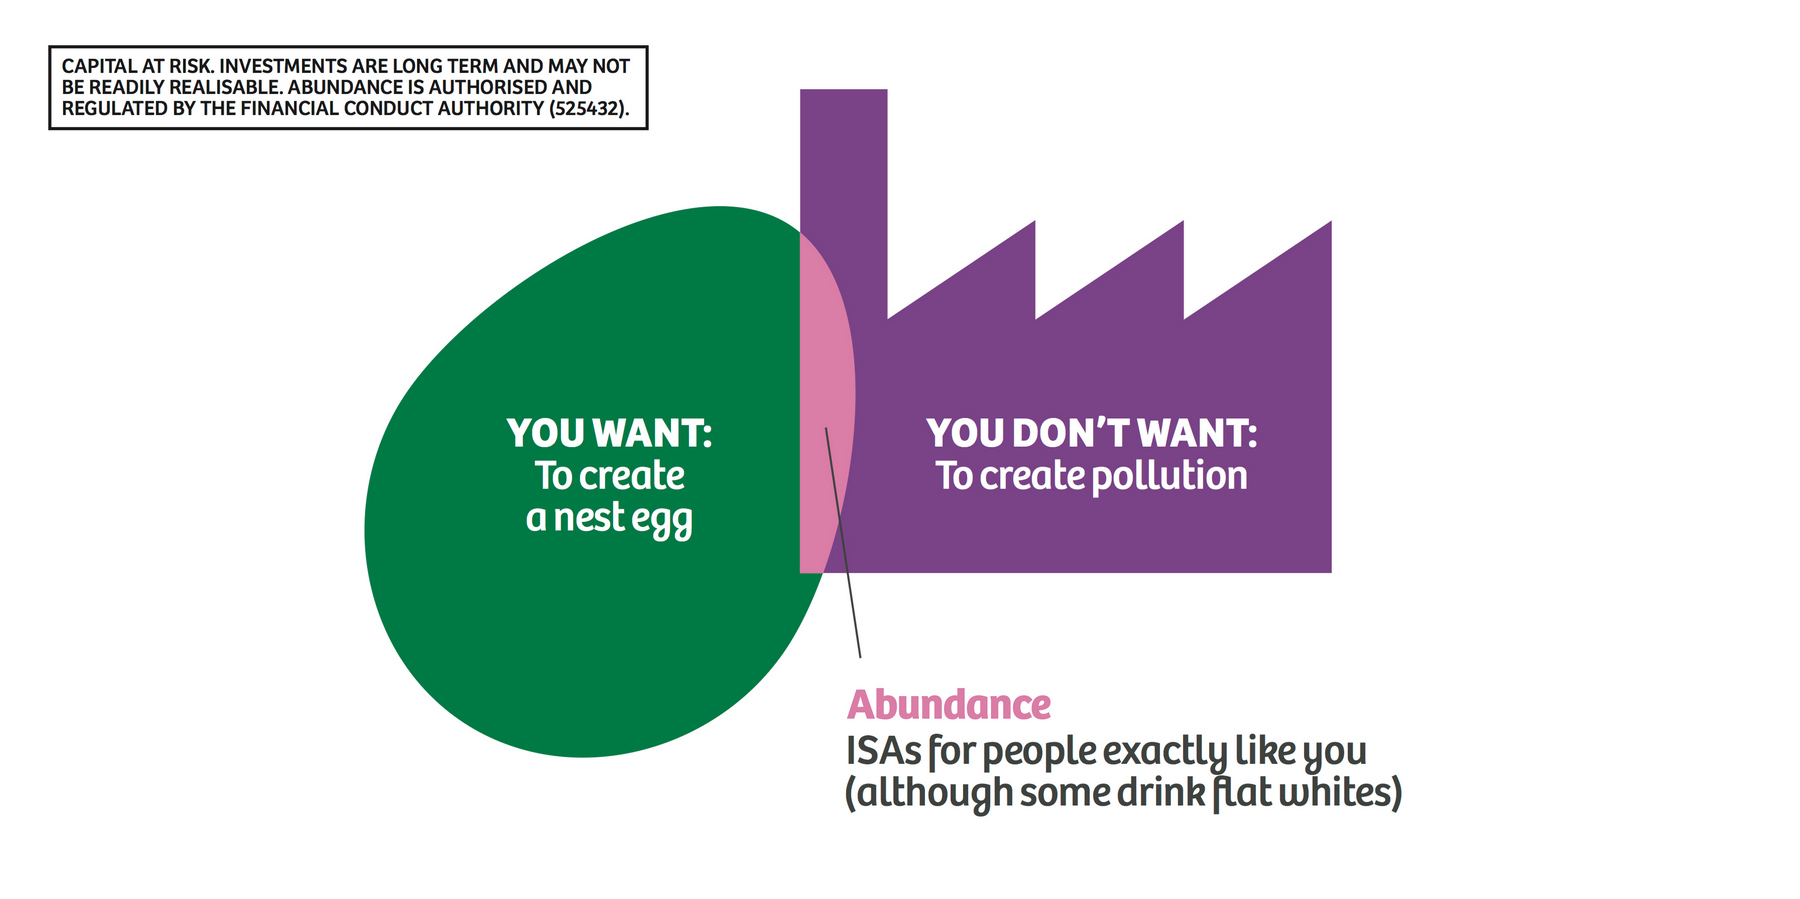 CAPITAL AT RISK. INVESTMENTS ARE LONG TERM AND MAY NOT
BE READILY REALISABLE. ABUNDANCE IS AUTHORISED AND
REGULATED BY THE FINANCIAL CONDUCT AUTHORITY (525432).
YOU WANT:
To create
a nest egg
YOU DON'T WANT:
To create pollution
Abundance
ISAs for people exactly like you
(although some drink flat whites)